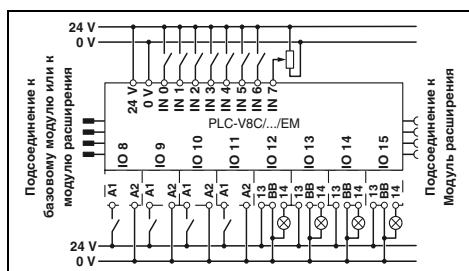 24 V
0 V
Подсоединение к
базовому модулю или к
модулю расширения
24 V
0 V
IN 0
IN 1
IN 2
IN 3
IN 4
IN 5
IN 6
IN 7
PLC-V8C/.../EM
IO 8
IO 9
IO 10
IO 11
IO 12
IO 13
IO 14
IO 15
A1
A2
A1
A2
A1
A2
A1
A2
13
BB
14
13
BB
14
13
BB
14
13
BB
14
Подсоединение к
Модуль расширения
24 V
0 V